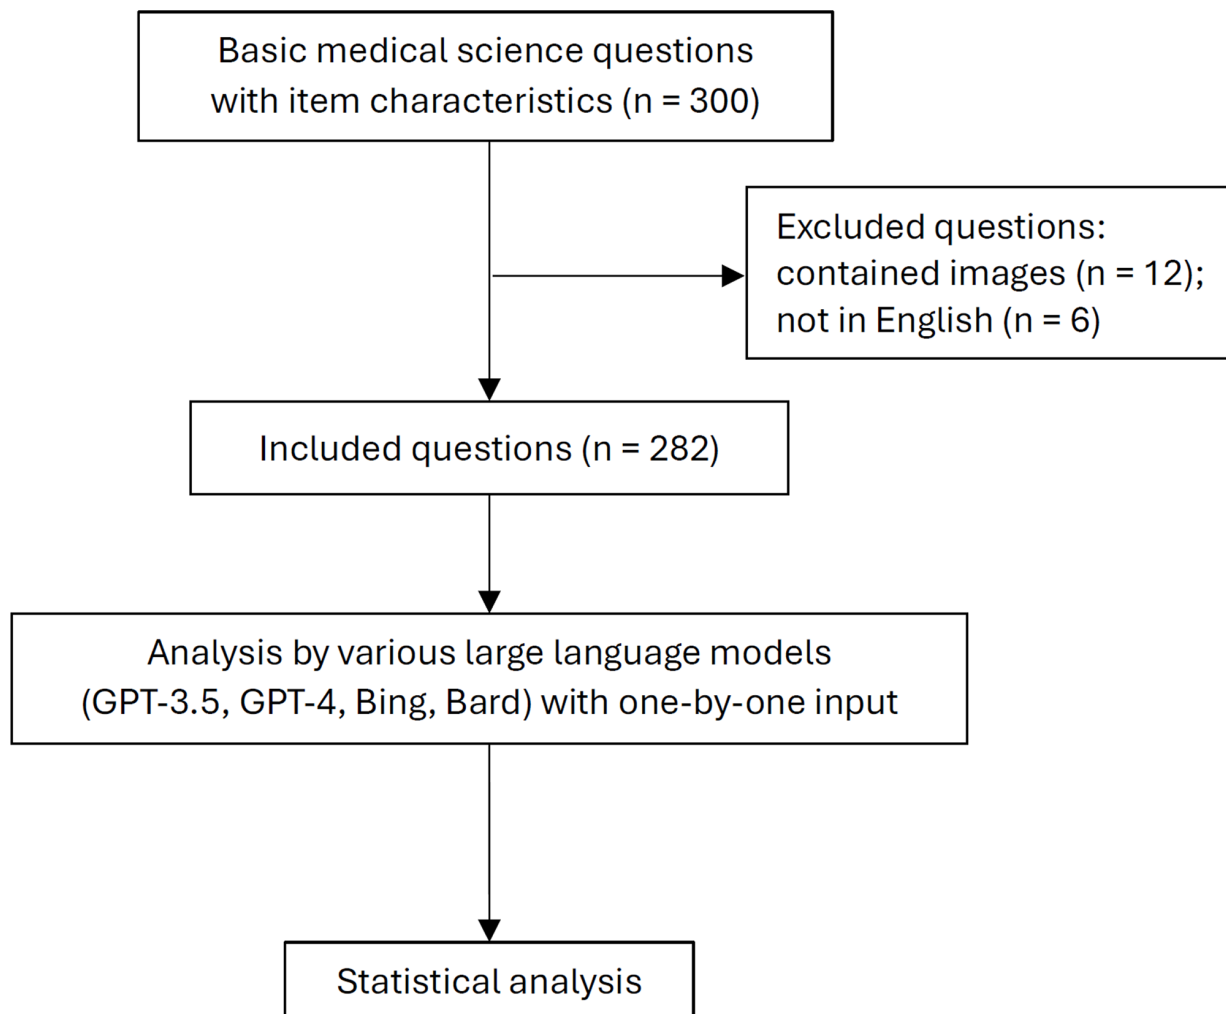 Basic medical science questions
with item characteristics (n = 300)
Excluded questions:
contained images (n = 12);
not in English (n = 6)
Included questions (n = 282)
Analysis by various large language models
(GPT-3.5, GPT-4, Bing, Bard) with one-by-one input
Statistical analysis